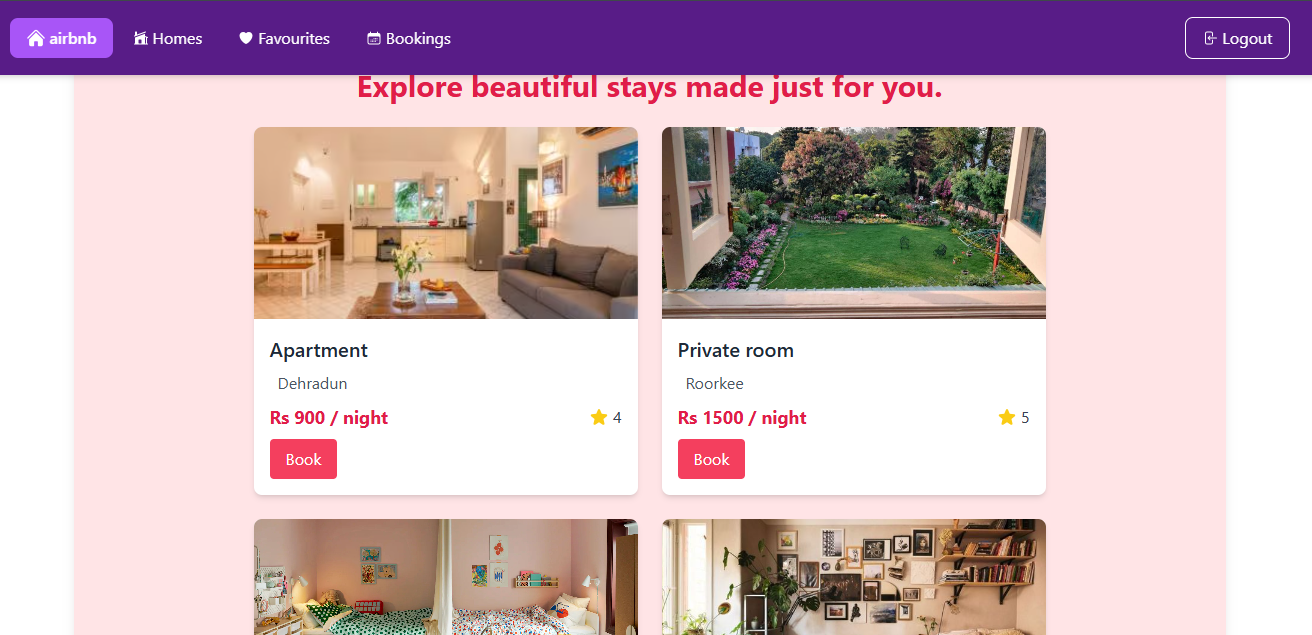 airbnb Homes Favourites Bookings Logout
Explore beautiful stays made just for you.
Apartment
Dehradun
Rs 900 / night 4
Book
Private room
Roorkee
Rs 1500 / night 5
Book